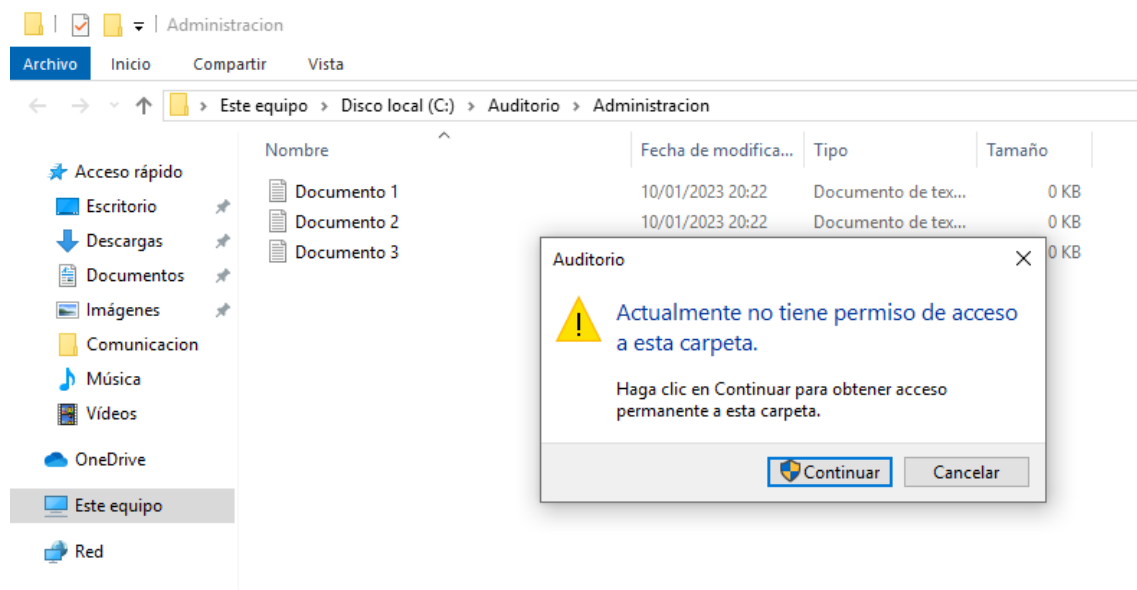 Administracion
Archivo Inicio Compartir Vista
Este equipo > Disco local (C:) > Auditorio > Administracion
Nombre Fecha de modifica... Tipo Tamaño
Acceso rápido
Escritorio
Descargas
Documentos
Imágenes
Comunicacion
Música
Vídeos
OneDrive
Este equipo
Red
Documento 1 10/01/2023 20:22 Documento de tex... 0 KB
Documento 2 10/01/2023 20:22 Documento de tex... 0 KB
Documento 3 0 KB
Auditorio
Actualmente no tiene permiso de acceso
a esta carpeta.
Haga clic en Continuar para obtener acceso
permanente a esta carpeta.
Continuar Cancelar